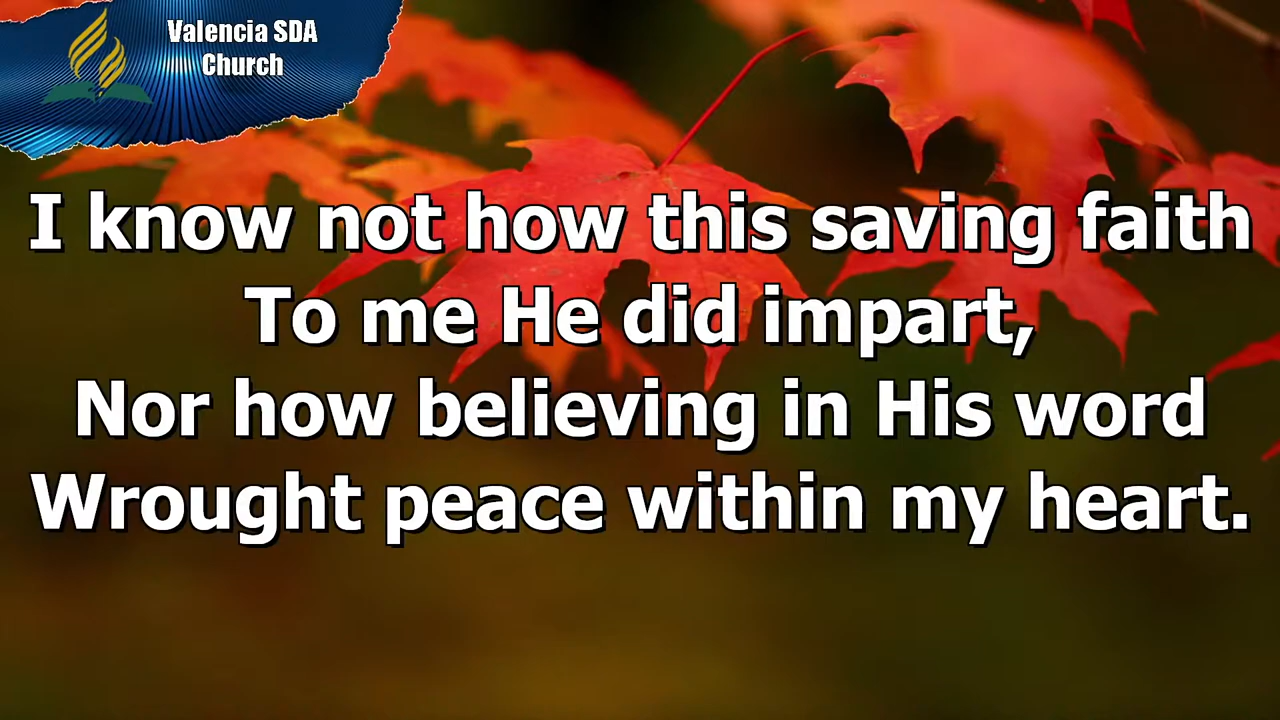 Valencia SDA
Church
I know not how this saving faith
To me He did impart,
Nor how believing in His word
Wrought peace within my heart.